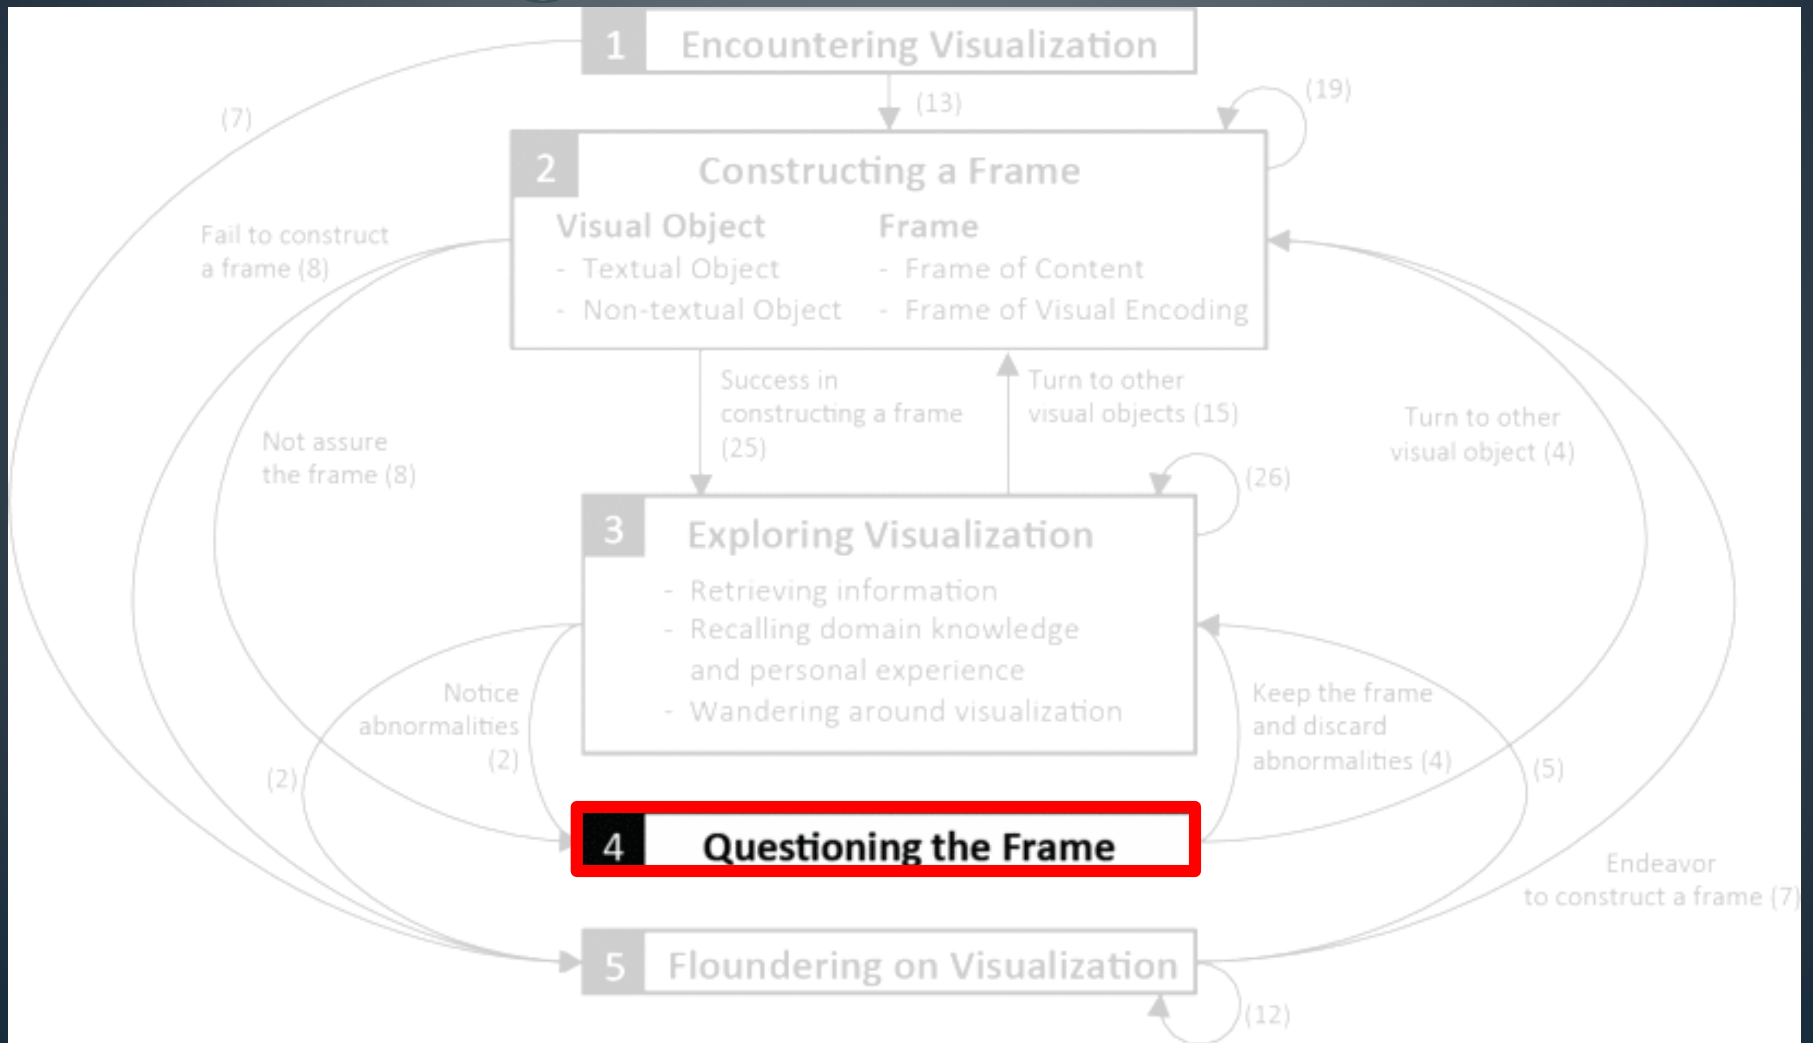 1 Encountering Visualization
(13)
(19)
(7)
2 Constructing a Frame
Visual Object
- Textual Object
- Non-textual Object
Frame
- Frame of Content
- Frame of Visual Encoding
Fail to construct
a frame (8)
Not assure
the frame (8)
Success in
constructing a frame
(25)
Turn to other
visual objects (15)
Turn to other
visual object (4)
(26)
3 Exploring Visualization
- Retrieving information
- Recalling domain knowledge
and personal experience
- Wandering around visualization
Notice
abnormalities
(2)
(2)
Keep the frame
and discard
abnormalities (4)
(5)
4 Questioning the Frame
Endeavor
to construct a frame (7)
5 Floundering on Visualization
(12)